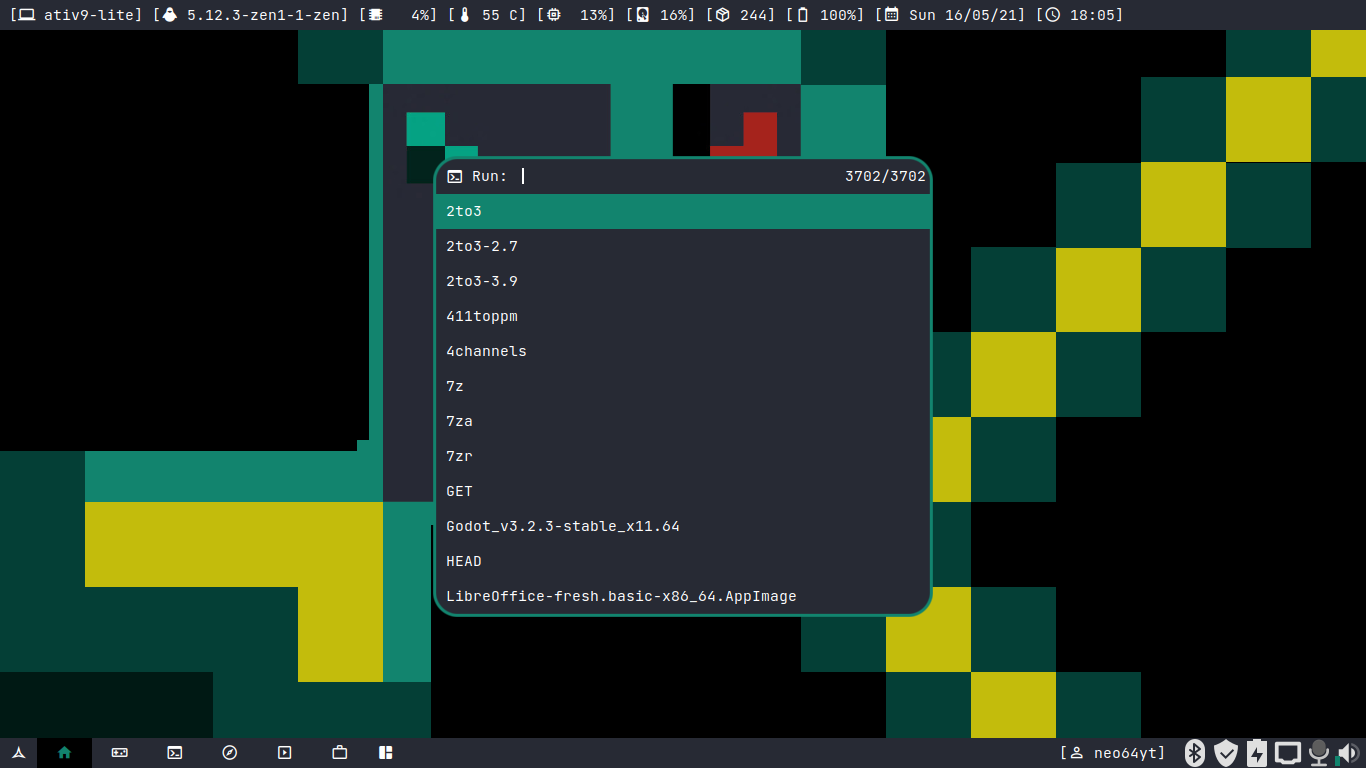 [ ativ9-lite] [ 5.12.3-zen1-1-zen] [ 4%] [ 55 C] [ 13%] [ 16%] [ 244] [ 100%] [ Sun 16/05/21] [ 18:05]
Run: 3702/3702
2to3
2to3-2.7
2to3-3.9
411toppm
4channels
7z
7za
7zr
GET
Godot_v3.2.3-stable_x11.64
HEAD
LibreOffice-fresh.basic-x86_64.AppImage
[ neo64yt]